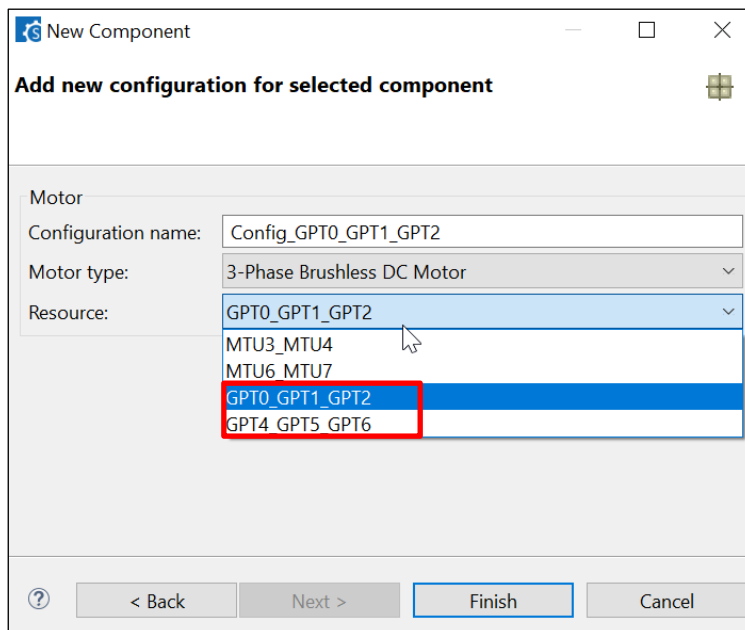 New Component
Add new configuration for selected component
Motor
Configuration name: Config_GPT0_GPT1_GPT2
Motor type: 3-Phase Brushless DC Motor
Resource: GPT0_GPT1_GPT2
MTU3_MTU4
MTU6_MTU7
GPT0_GPT1_GPT2
GPT4_GPT5_GPT6
? < Back Next > Finish Cancel